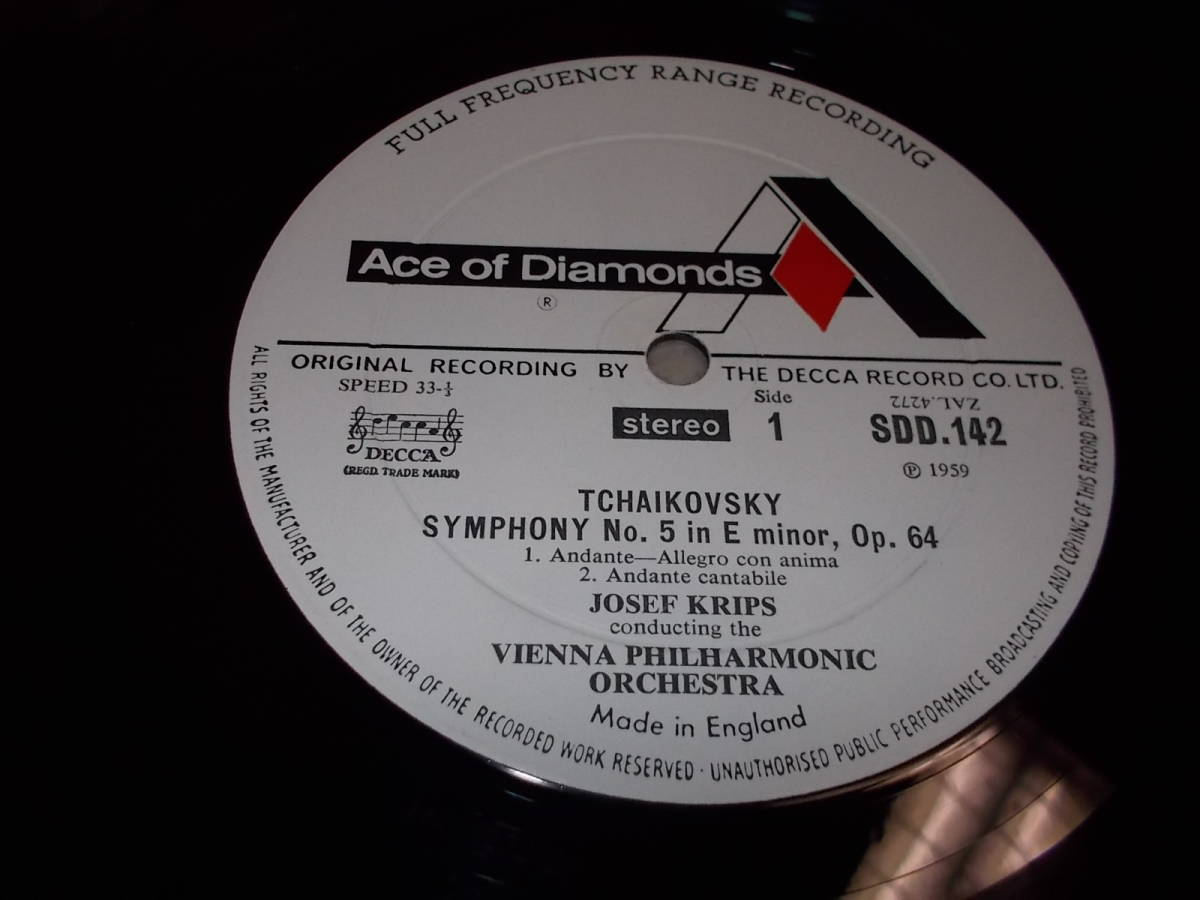 FULL FREQUENCY RANGE RECORDING
Ace of Diamonds
®
ORIGINAL RECORDING BY THE DECCA RECORD CO. LTD.
SPEED 33-⅓
DECCA
(REGD. TRADE MARK)
stereo
Side
1
ZAL.4272
SDD.142
℗ 1959
TCHAIKOVSKY
SYMPHONY No. 5 in E minor, Op. 64
1. Andante—Allegro con anima
2. Andante cantabile
JOSEF KRIPS
conducting the
VIENNA PHILHARMONIC
ORCHESTRA
Made in England
ALL RIGHTS OF THE MANUFACTURER AND OF THE OWNER OF THE RECORDED WORK RESERVED · UNAUTHORISED PUBLIC PERFORMANCE BROADCASTING AND COPYING OF THIS RECORD PROHIBITED